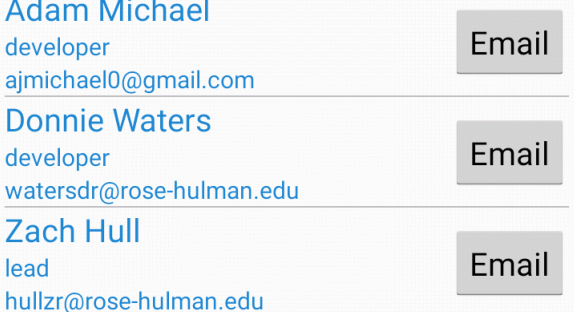 Adam Michael
developer
ajmichael0@gmail.com
Email
Donnie Waters
developer
watersdr@rose-hulman.edu
Email
Zach Hull
lead
hullzr@rose-hulman.edu
Email